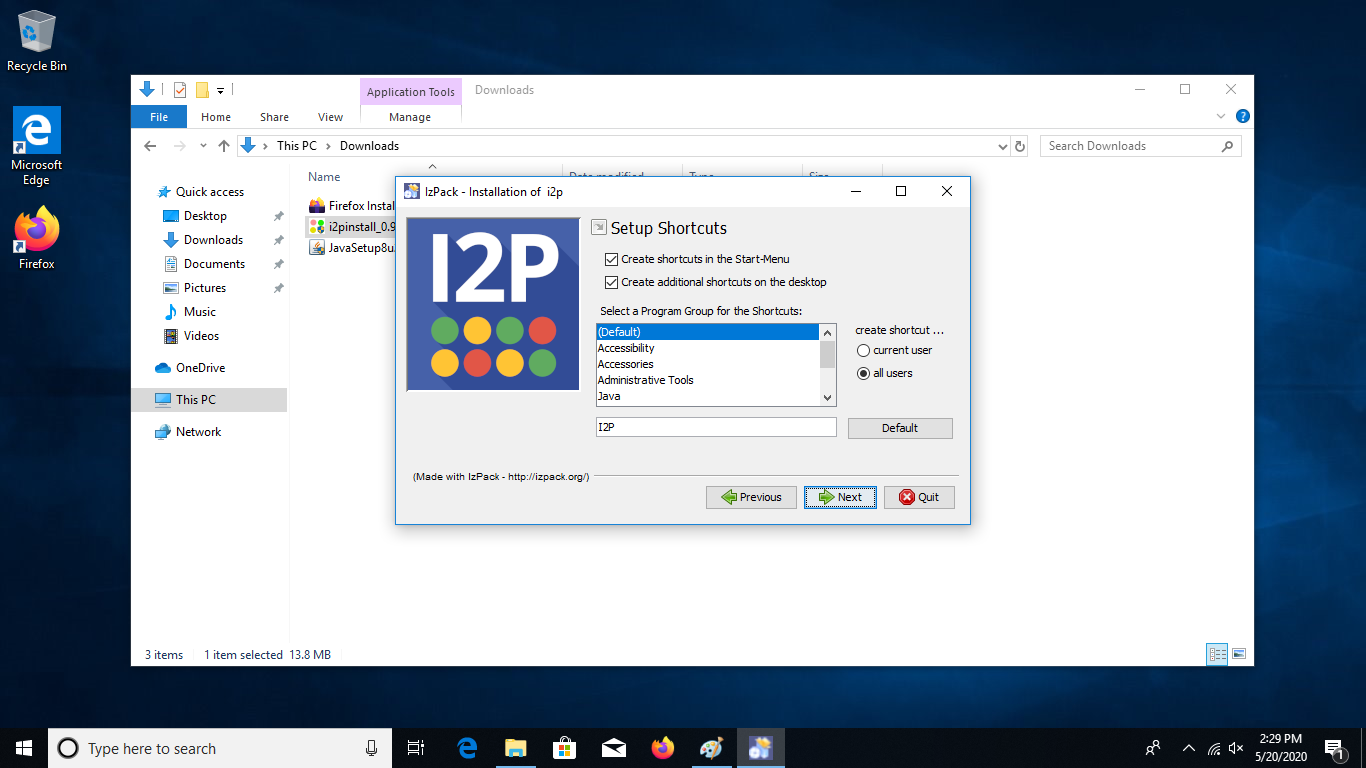 Recycle Bin
Microsoft
Edge
Firefox
Application Tools
Downloads
File
Home
Share
View
Manage
This PC
Downloads
Search Downloads
Quick access
Desktop
Downloads
Documents
Pictures
Music
Videos
OneDrive
This PC
Network
Name
Firefox Instal
i2pinstall_0.9
JavaSetup8u
IzPack - Installation of i2p
I2P
Setup Shortcuts
Create shortcuts in the Start-Menu
Create additional shortcuts on the desktop
Select a Program Group for the Shortcuts:
(Default)
Accessibility
Accessories
Administrative Tools
Java
create shortcut ...
current user
all users
I2P
Default
(Made with IzPack - http://izpack.org/)
Previous
Next
Quit
3 items
1 item selected 13.8 MB
Type here to search
2:29 PM
5/20/2020
1